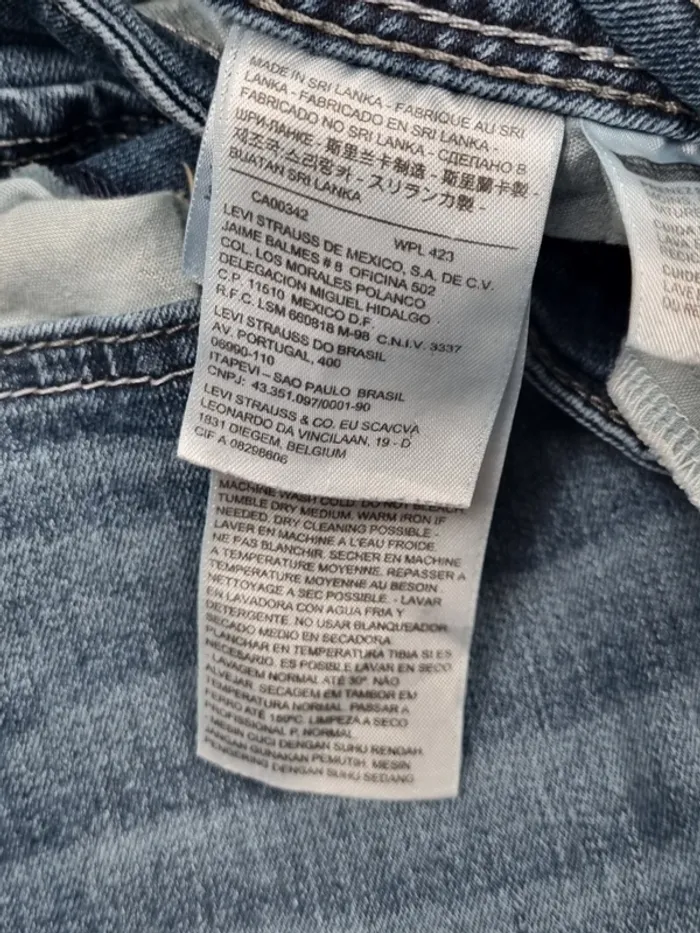 MADE IN SRI LANKA - FABRIQUE AU SRI
LANKA - FABRICADO EN SRI LANKA -
FABRICADO NO SRI LANKA - СДЕЛАНО В
ШРИ-ЛАНКЕ - 斯里兰卡制造 - 斯里蘭卡製 -
제조국 스리랑카 - スリランカ製 -
BUATAN SRI LANKA
CA00342 WPL 423
LEVI STRAUSS DE MEXICO, S.A. DE C.V.
JAIME BALMES # 8 OFICINA 502
COL. LOS MORALES POLANCO
DELEGACION MIGUEL HIDALGO
C.P. 11510 MEXICO D.F.
R.F.C. LSM 660818 M-98 C.N.I.V. 3337
LEVI STRAUSS DO BRASIL
AV. PORTUGAL, 400
06990-110
ITAPEVI – SAO PAULO BRASIL
CNPJ: 43.351.097/0001-90
LEVI STRAUSS & CO. EU SCA/CVA
LEONARDO DA VINCILAAN, 19 - D
1831 DIEGEM, BELGIUM
CIF A 08298606
MACHINE WASH COLD. DO NOT BLEACH.
TUMBLE DRY MEDIUM. WARM IRON IF
NEEDED. DRY CLEANING POSSIBLE -
LAVER EN MACHINE A L'EAU FROIDE.
NE PAS BLANCHIR. SECHER EN MACHINE
A TEMPERATURE MOYENNE. REPASSER A
TEMPERATURE MOYENNE AU BESOIN.
NETTOYAGE A SEC POSSIBLE. - LAVAR
EN LAVADORA CON AGUA FRIA Y
DETERGENTE. NO USAR BLANQUEADOR.
SECADO MEDIO EN SECADORA.
PLANCHAR EN TEMPERATURA TIBIA SI ES
NECESARIO. ES POSIBLE LAVAR EN SECO
- LAVAGEM NORMAL ATÉ 30º. NÃO
ALVEJAR. SECAGEM EM TAMBOR EM
TEMPERATURA NORMAL. PASSAR A
FERRO ATÉ 150ºC. LIMPEZA A SECO
PROFISSIONAL P, NORMAL
- MESIN CUCI DENGAN SUHU RENDAH.
JANGAN GUNAKAN PEMUTIH. MESIN
PENGERING DENGAN SUHU SEDANG